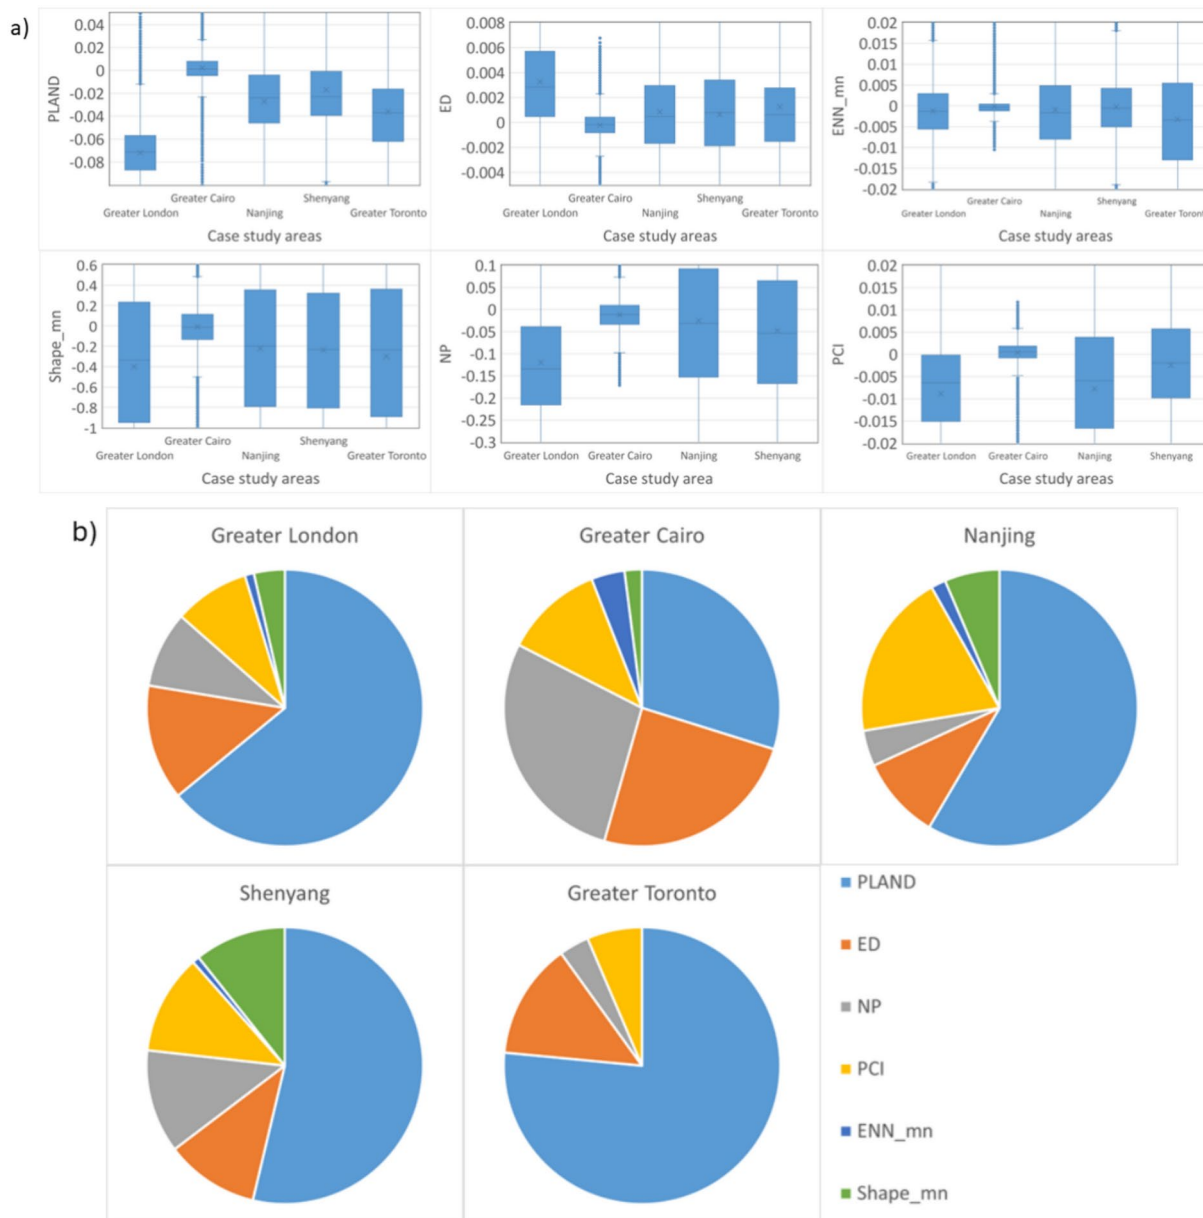 a)
PLAND
0.04
0.02
0
-0.02
-0.04
-0.06
-0.08
Greater London
Greater Cairo
Nanjing
Shenyang
Greater Toronto
Case study areas
ED
0.008
0.006
0.004
0.002
0.000
-0.002
-0.004
Greater London
Greater Cairo
Nanjing
Shenyang
Greater Toronto
Case study areas
ENN_mn
0.02
0.015
0.01
0.005
0
-0.005
-0.01
-0.015
-0.02
Greater London
Greater Cairo
Nanjing
Shenyang
Greater Toronto
Case study areas
Shape_mn
0.6
0.4
0.2
0
-0.2
-0.4
-0.6
-0.8
-1
Greater London
Greater Cairo
Nanjing
Shenyang
Greater Toronto
Case study areas
NP
0.1
0.05
0
-0.05
-0.1
-0.15
-0.2
-0.25
-0.3
Greater London
Greater Cairo
Nanjing
Shenyang
Case study area
PCI
0.02
0.015
0.01
0.005
0
-0.005
-0.01
-0.015
-0.02
Greater London
Greater Cairo
Nanjing
Shenyang
Case study areas
b)
Greater London
Greater Cairo
Nanjing
Shenyang
Greater Toronto
PLAND
ED
NP
PCI
ENN_mn
Shape_mn